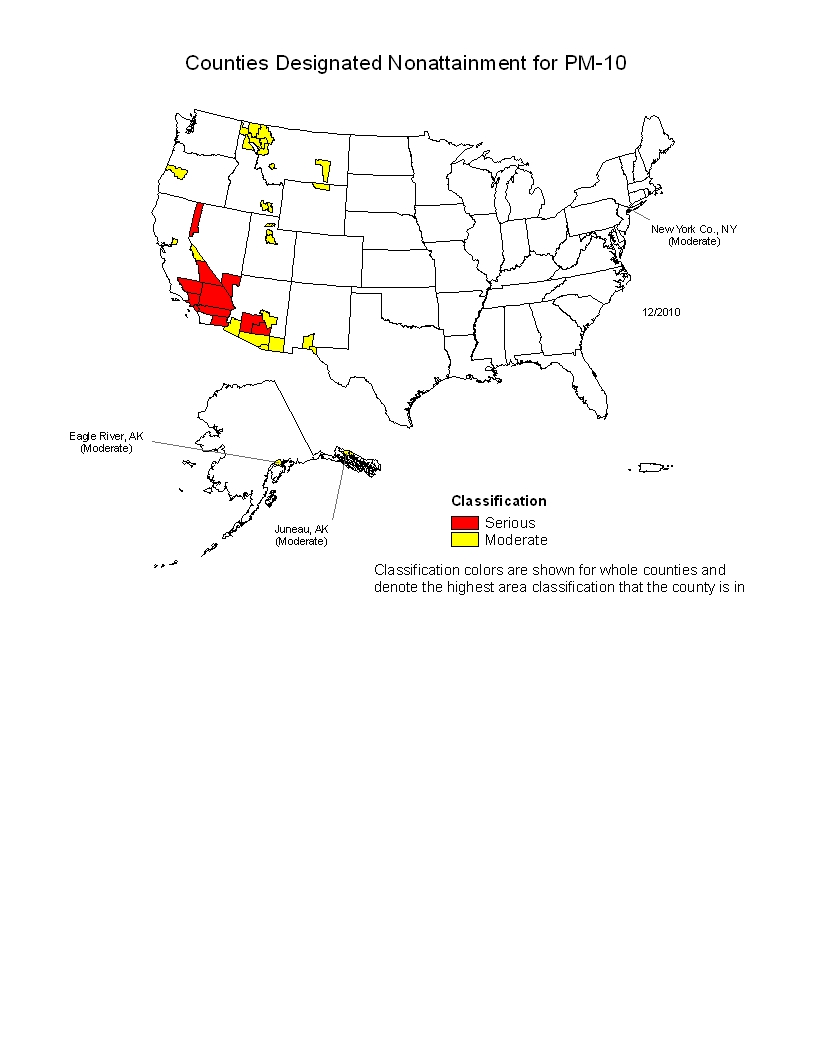 Counties Designated Nonattainment for PM-10
New York Co., NY
(Moderate)
12/2010
Eagle River, AK
(Moderate)
Juneau, AK
(Moderate)
Classification
Serious
Moderate
Classification colors are shown for whole counties and
denote the highest area classification that the county is in